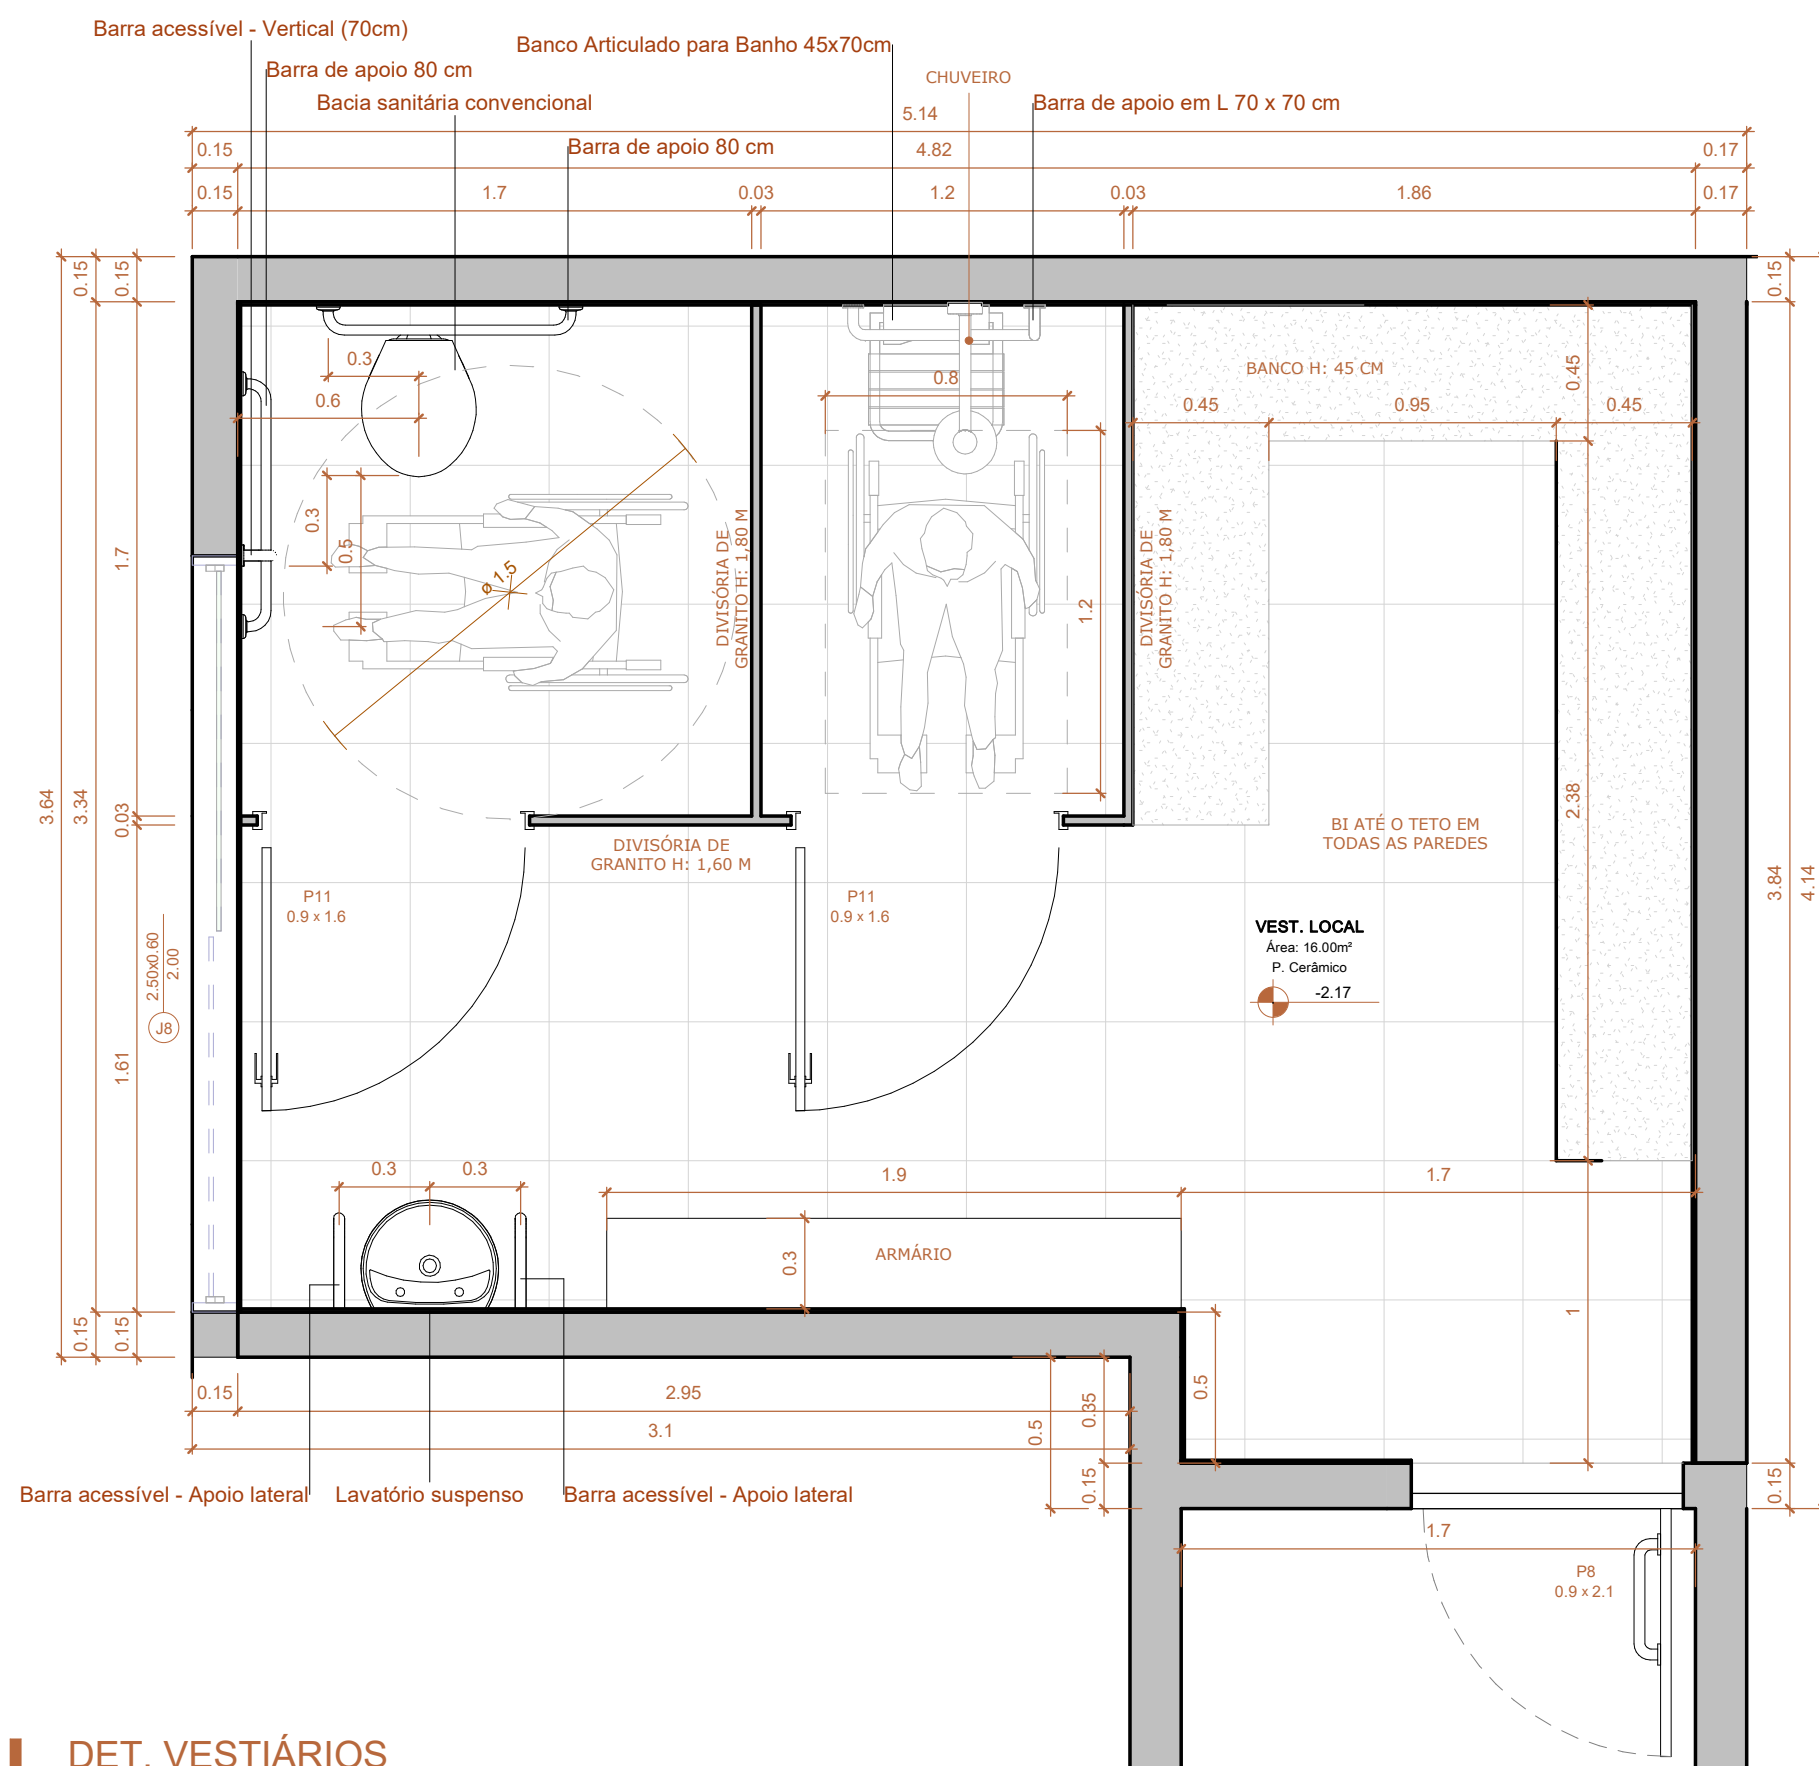 Barra acessível - Vertical (70cm)
Banco Articulado para Banho 45x70cm
Barra de apoio 80 cm
CHUVEIRO
Bacia sanitária convencional
Barra de apoio em L 70 x 70 cm
5.14
Barra de apoio 80 cm
0.15
4.82
0.17
0.15
1.7
0.03
1.2
0.03
1.86
0.17
0.15
0.15
0.15
0.3
0.6
0.8
BANCO H: 45 CM
0.45
0.45
0.95
0.45
0.3
0.5
ø 1.5
1.7
DIVISÓRIA DE
GRANITO H: 1,80 M
1.2
DIVISÓRIA DE
GRANITO H: 1,80 M
3.64
3.34
0.03
2.38
DIVISÓRIA DE
GRANITO H: 1,60 M
BI ATÉ O TETO EM
TODAS AS PAREDES
P11
0.9 x 1.6
P11
0.9 x 1.6
3.84
4.14
VEST. LOCAL
Área: 16.00m²
P. Cerâmico
-2.17
2.50x0.60
2.00
J8
1.61
0.3
0.3
1.9
1.7
0.3
ARMÁRIO
1
0.15
0.15
0.15
2.95
3.1
0.5
0.35
0.5
0.15
0.15
Barra acessível - Apoio lateral
Lavatório suspenso
Barra acessível - Apoio lateral
1.7
P8
0.9 x 2.1
DET. VESTIÁRIOS